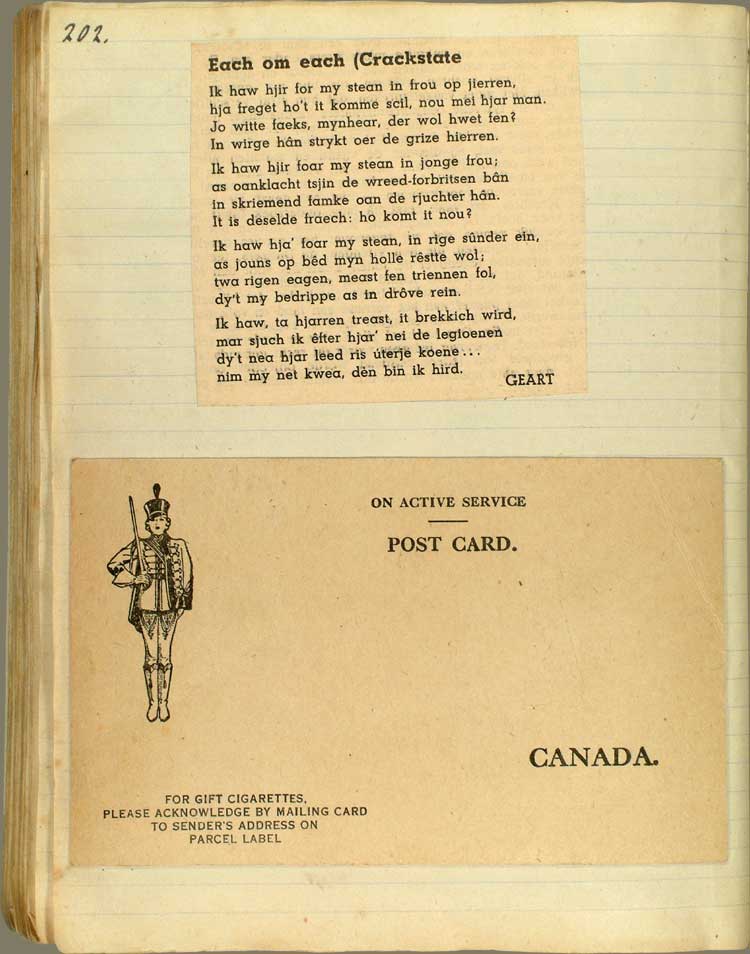 202.
Each om each (Crackstate
Ik haw hjir for my stean in frou op jierren,
hja freget ho't it komme scil, nou mei hjar man.
Jo witte faeks, mynhear, der wol hwet fen?
In wirge hân strykt oer de grize hierren.
Ik haw hjir foar my stean in jonge frou;
as oanklacht tsjin de wreed-forbritsen bân
in skriemend famke oan de rjuchter hân.
It is deselde fraech: ho komt it nou?
Ik haw hja' foar my stean, in rige sûnder ein,
as jouns op bêd myn holle rêstte wol;
twa rigen eagen, meast fen triennen fol,
dy't my bedrippe as in drôve rein.
Ik haw, ta hjarren treast, it brekkich wird,
mar sjuch ik êfter hjar' nei de legioenen
dy't nea hjar leed ris úterje koene...
nim my net kwea, dèn bin ik hird.
GEART
ON ACTIVE SERVICE
POST CARD.
CANADA.
FOR GIFT CIGARETTES,
PLEASE ACKNOWLEDGE BY MAILING CARD
TO SENDER'S ADDRESS ON
PARCEL LABEL